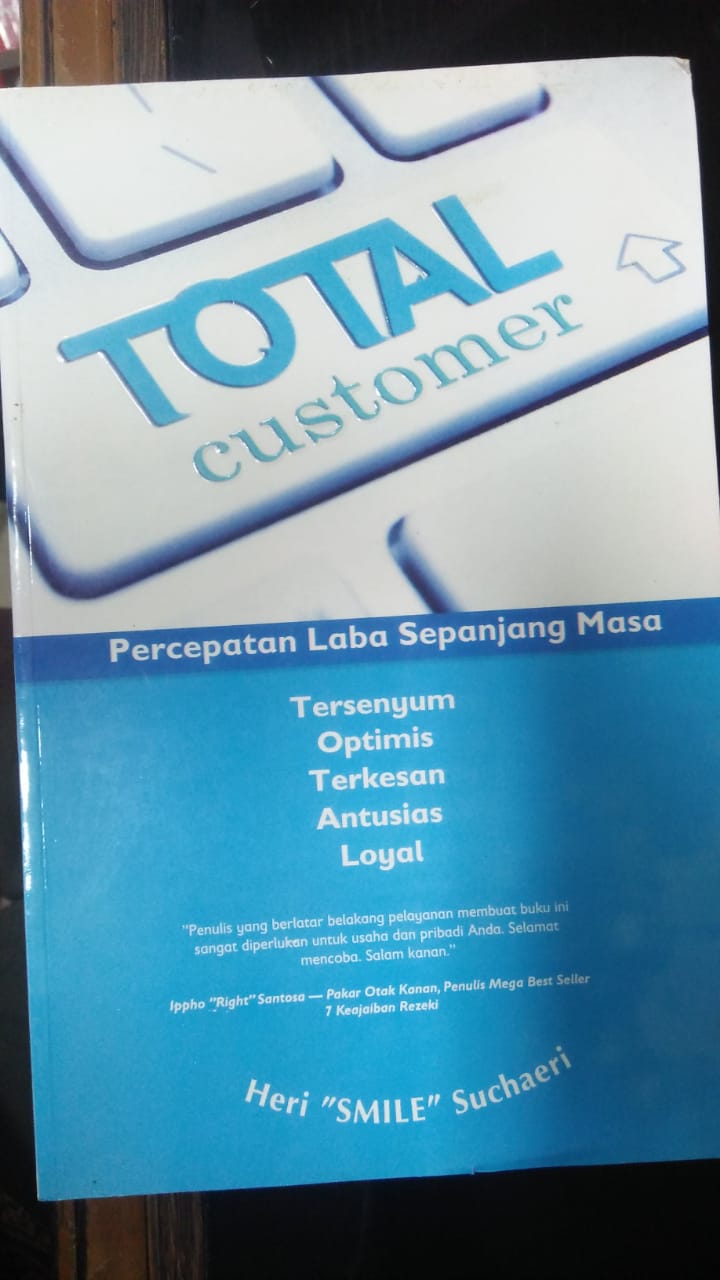 TOTAL
customer
Percepatan Laba Sepanjang Masa
Tersenyum
Optimis
Terkesan
Antusias
Loyal
"Penulis yang berlatar belakang pelayanan membuat buku ini
sangat diperlukan untuk usaha dan pribadi Anda. Selamat
mencoba. Salam kanan."
Ippho "Right" Santosa — Pakar Otak Kanan, Penulis Mega Best Seller
7 Keajaiban Rezeki
Heri "SMILE" Suchaeri